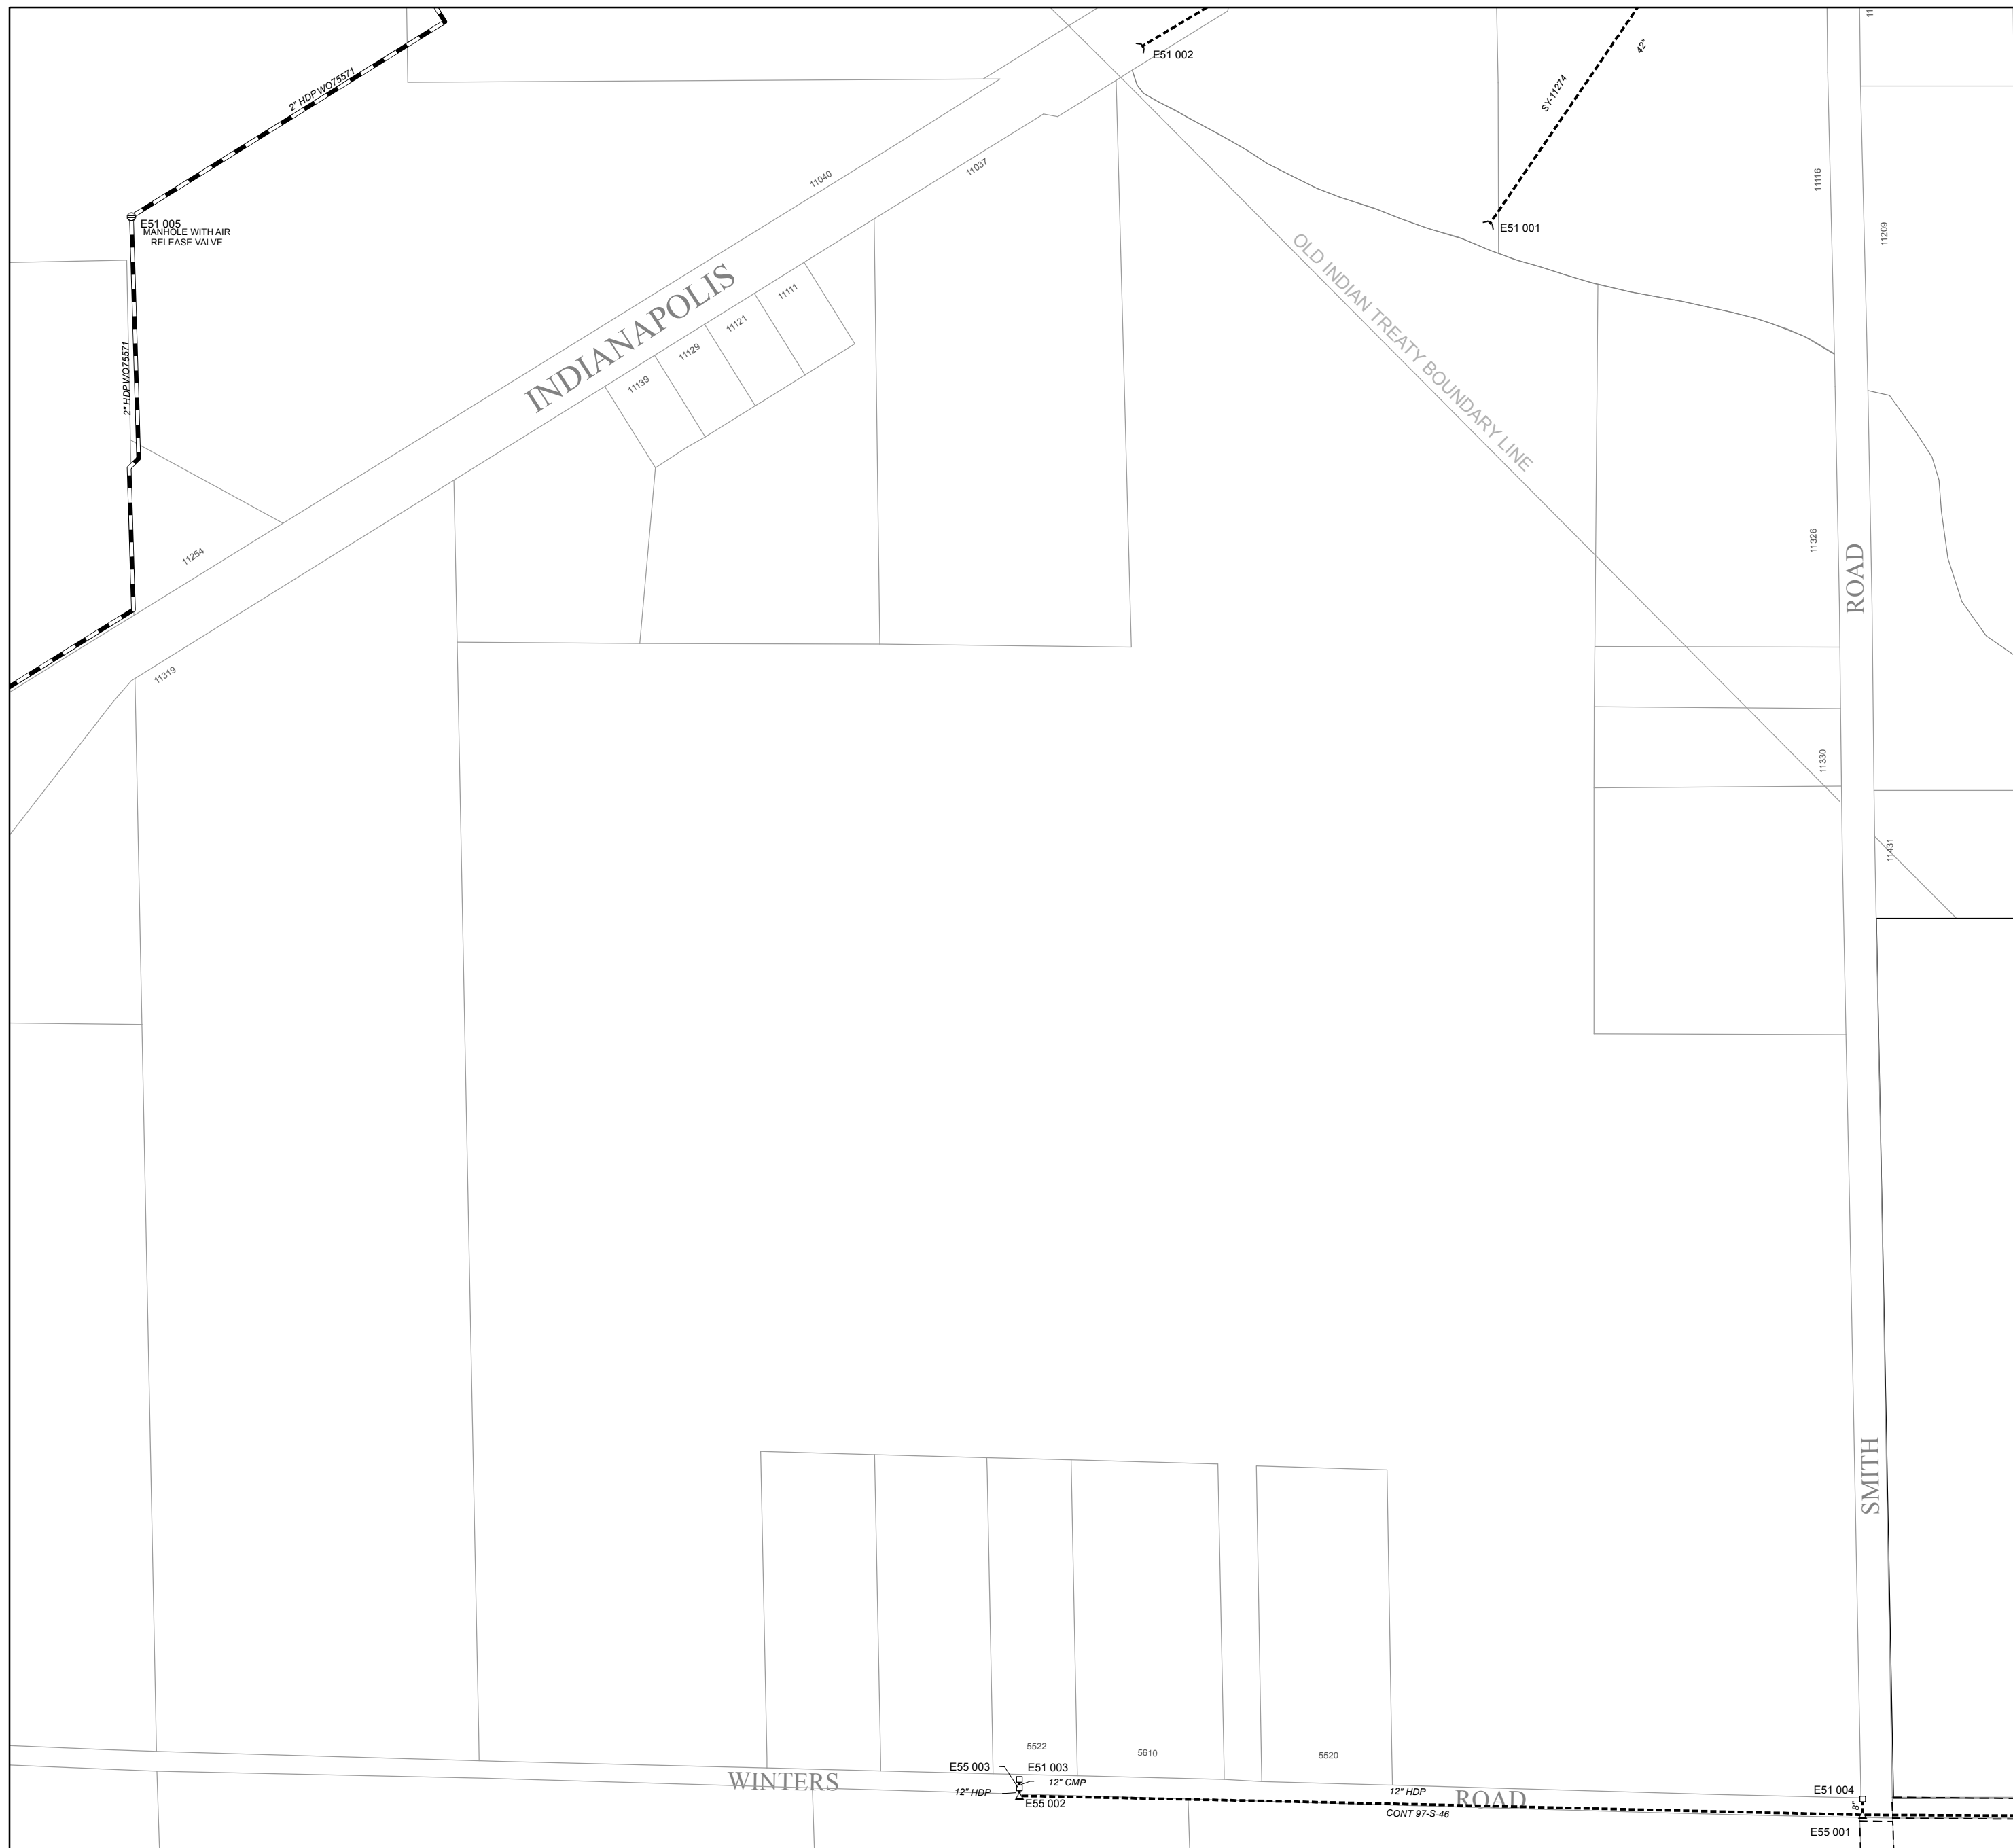 11
E51 002
42"
2" HDP WO75571
SY-11274
11040
11037
11116
E51 005
MANHOLE WITH AIR
RELEASE VALVE
E51 001
11209
OLD INDIAN TREATY BOUNDARY LINE
INDIANAPOLIS
11111
11121
11129
11139
2" HDP WO75571
11254
11326
ROAD
11319
11330
11431
SMITH
5522
5610
5520
E55 003
E51 003
WINTERS
12" CMP
12" HDP
E55 002
12" HDP
ROAD
CONT 97-S-46
E51 004
8"
E55 001